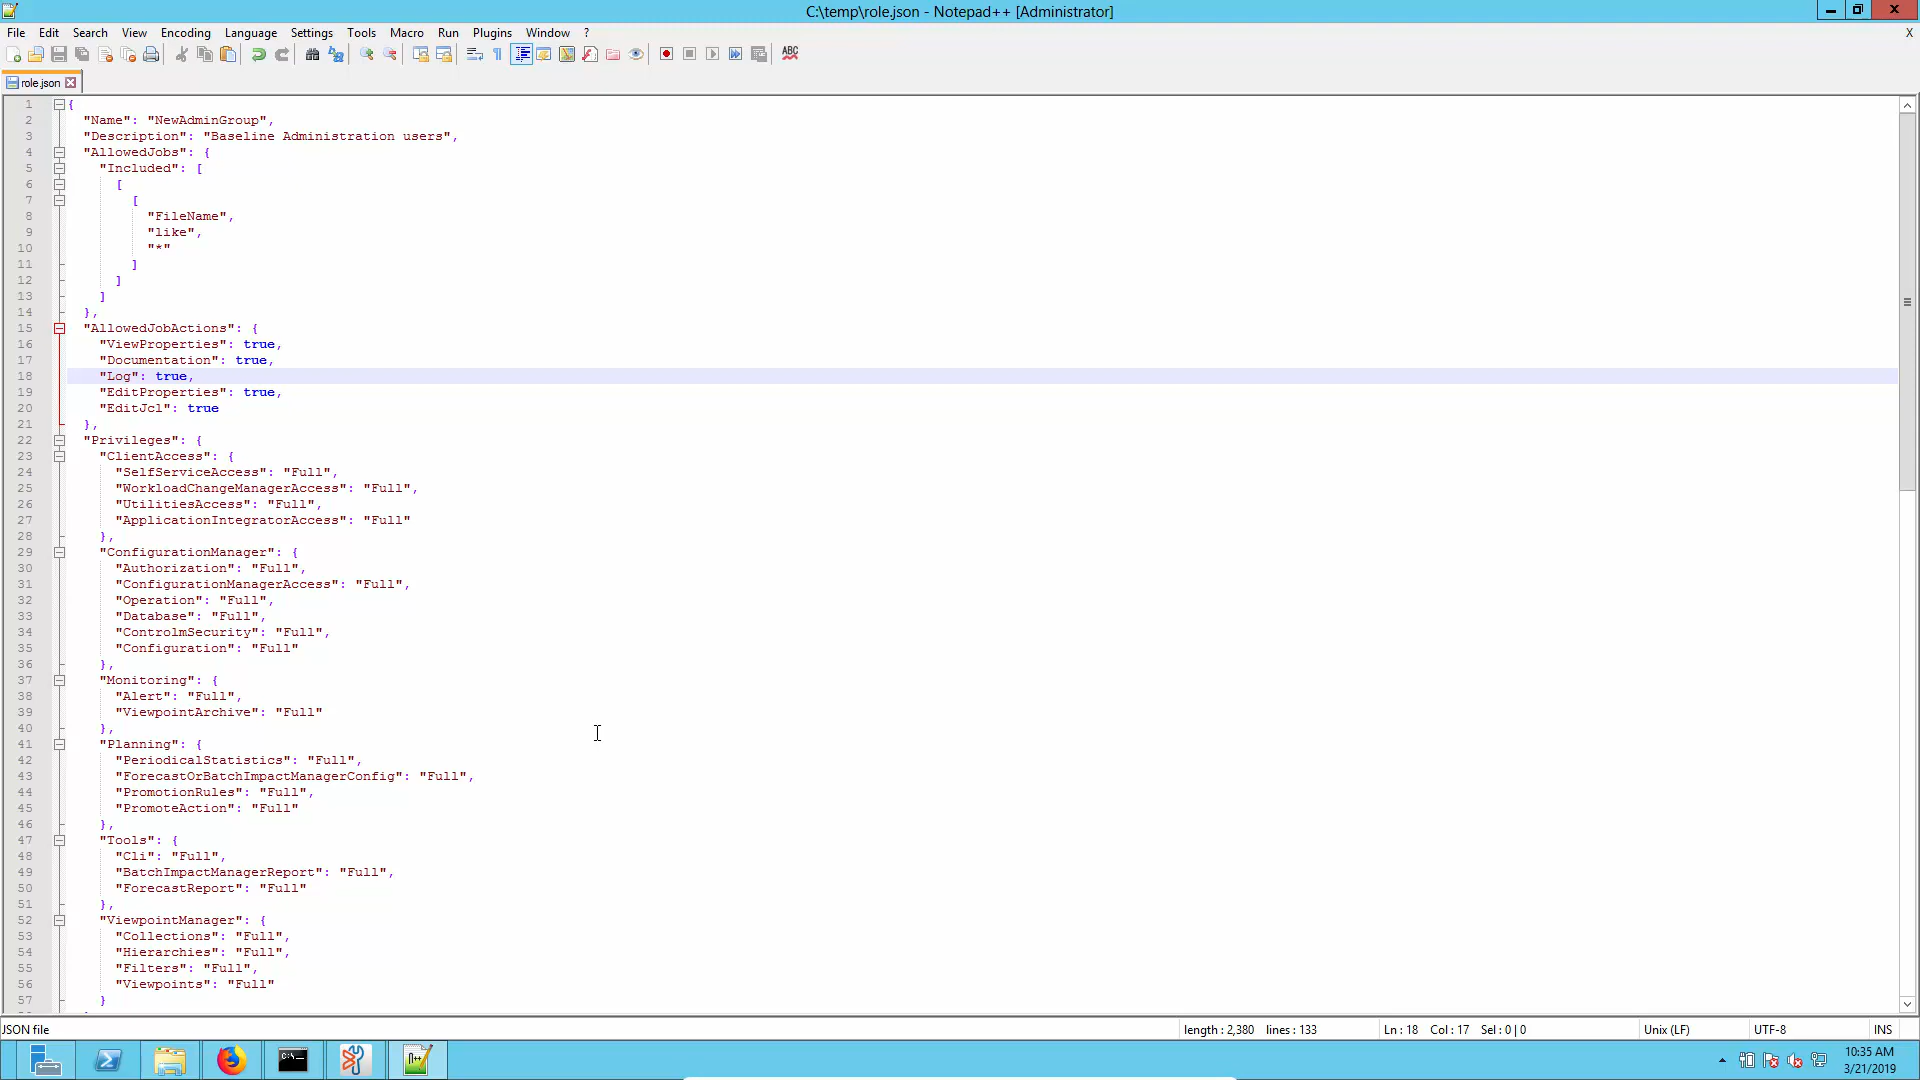 C:\temp\role.json - Notepad++ [Administrator]
File Edit Search View Encoding Language Settings Tools Macro Run Plugins Window ? X
ABC
role.json
1 {
2 "Name": "NewAdminGroup",
3 "Description": "Baseline Administration users",
4 "AllowedJobs": {
5 "Included": [
6 [
7 [
8 "FileName",
9 "like",
10 "*"
11 ]
12 ]
13 ]
14 },
15 "AllowedJobActions": {
16 "ViewProperties": true,
17 "Documentation": true,
18 "Log": true,
19 "EditProperties": true,
20 "EditJcl": true
21 },
22 "Privileges": {
23 "ClientAccess": {
24 "SelfServiceAccess": "Full",
25 "WorkloadChangeManagerAccess": "Full",
26 "UtilitiesAccess": "Full",
27 "ApplicationIntegratorAccess": "Full"
28 },
29 "ConfigurationManager": {
30 "Authorization": "Full",
31 "ConfigurationManagerAccess": "Full",
32 "Operation": "Full",
33 "Database": "Full",
34 "ControlmSecurity": "Full",
35 "Configuration": "Full"
36 },
37 "Monitoring": {
38 "Alert": "Full",
39 "ViewpointArchive": "Full"
40 },
41 "Planning": {
42 "PeriodicalStatistics": "Full",
43 "ForecastOrBatchImpactManagerConfig": "Full",
44 "PromotionRules": "Full",
45 "PromoteAction": "Full"
46 },
47 "Tools": {
48 "Cli": "Full",
49 "BatchImpactManagerReport": "Full",
50 "ForecastReport": "Full"
51 },
52 "ViewpointManager": {
53 "Collections": "Full",
54 "Hierarchies": "Full",
55 "Filters": "Full",
56 "Viewpoints": "Full"
57 }
JSON file length : 2,380 lines : 133 Ln : 18 Col : 17 Sel : 0 | 0 Unix (LF) UTF-8 INS
10:35 AM
3/21/2019